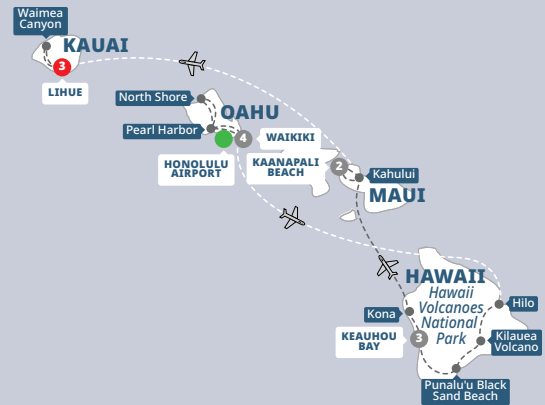 Waimea
Canyon
KAUAI
3
LIHUE
North Shore
OAHU
Pearl Harbor
4
WAIKIKI
HONOLULU
AIRPORT
KAANAPALI
BEACH
2
Kahului
MAUI
HAWAII
Hawaii
Volcanoes
National
Park
Hilo
Kona
KEAUHOU
BAY
3
Kilauea
Volcano
Punalu'u Black
Sand Beach